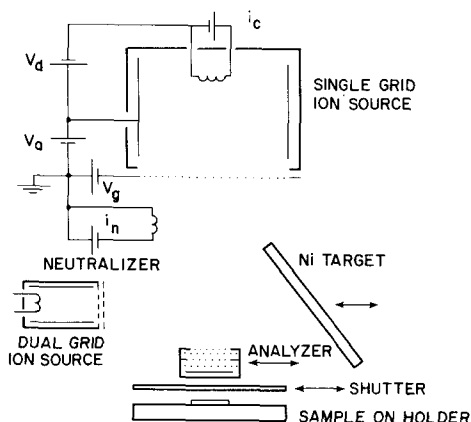 i_c
V_d
SINGLE GRID
ION SOURCE
V_a
V_g
i_n
NEUTRALIZER
Ni TARGET
DUAL GRID
ION SOURCE
ANALYZER
SHUTTER
SAMPLE ON HOLDER